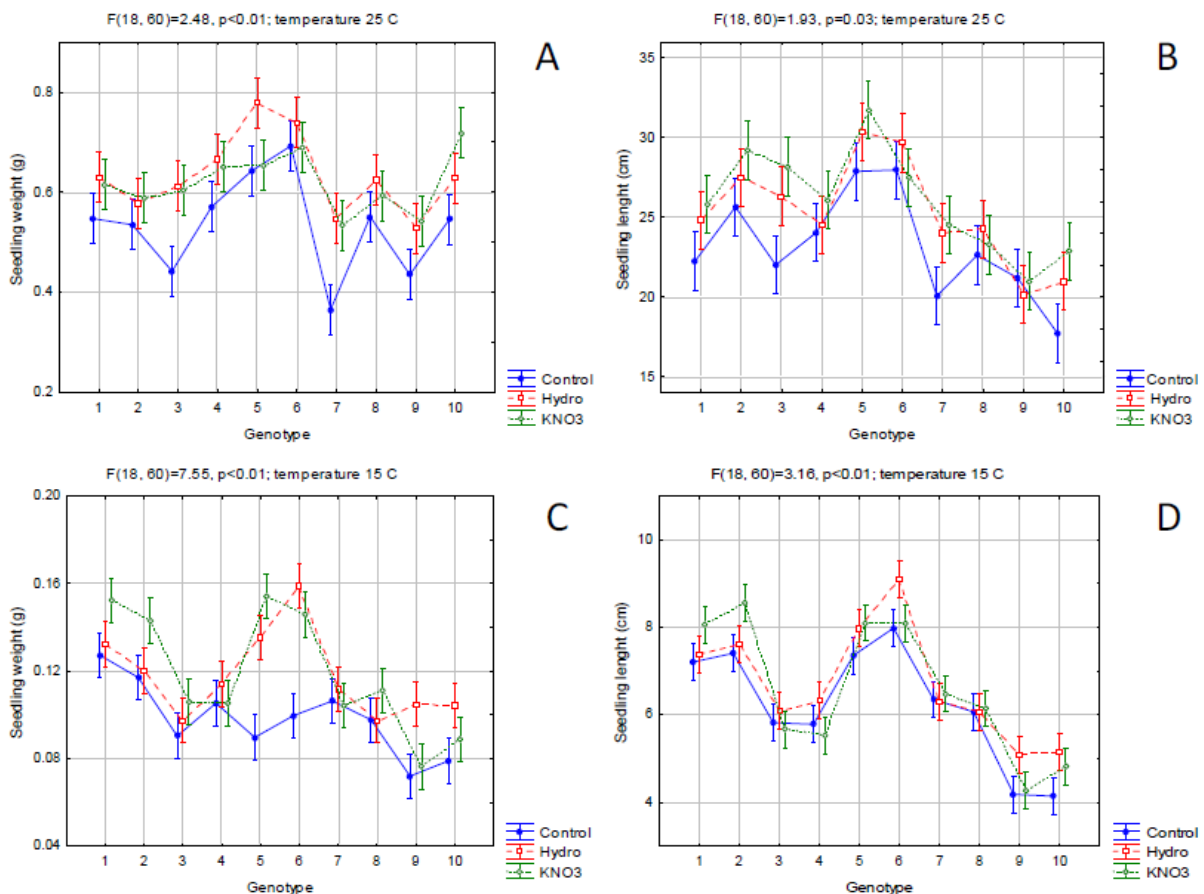 F(18, 60)=2.48, p<0.01; temperature 25 C
A
Seedling weight (g)
0.8
0.6
0.4
0.2
1 2 3 4 5 6 7 8 9 10
Genotype
Control
Hydro
KNO3
F(18, 60)=1.93, p=0.03; temperature 25 C
B
Seedling lenght (cm)
35
30
25
20
15
1 2 3 4 5 6 7 8 9 10
Genotype
Control
Hydro
KNO3
F(18, 60)=7.55, p<0.01; temperature 15 C
C
Seedling weight (g)
0.20
0.16
0.12
0.08
0.04
1 2 3 4 5 6 7 8 9 10
Genotype
Control
Hydro
KNO3
F(18, 60)=3.16, p<0.01; temperature 15 C
D
Seedling lenght (cm)
10
8
6
4
1 2 3 4 5 6 7 8 9 10
Genotype
Control
Hydro
KNO3